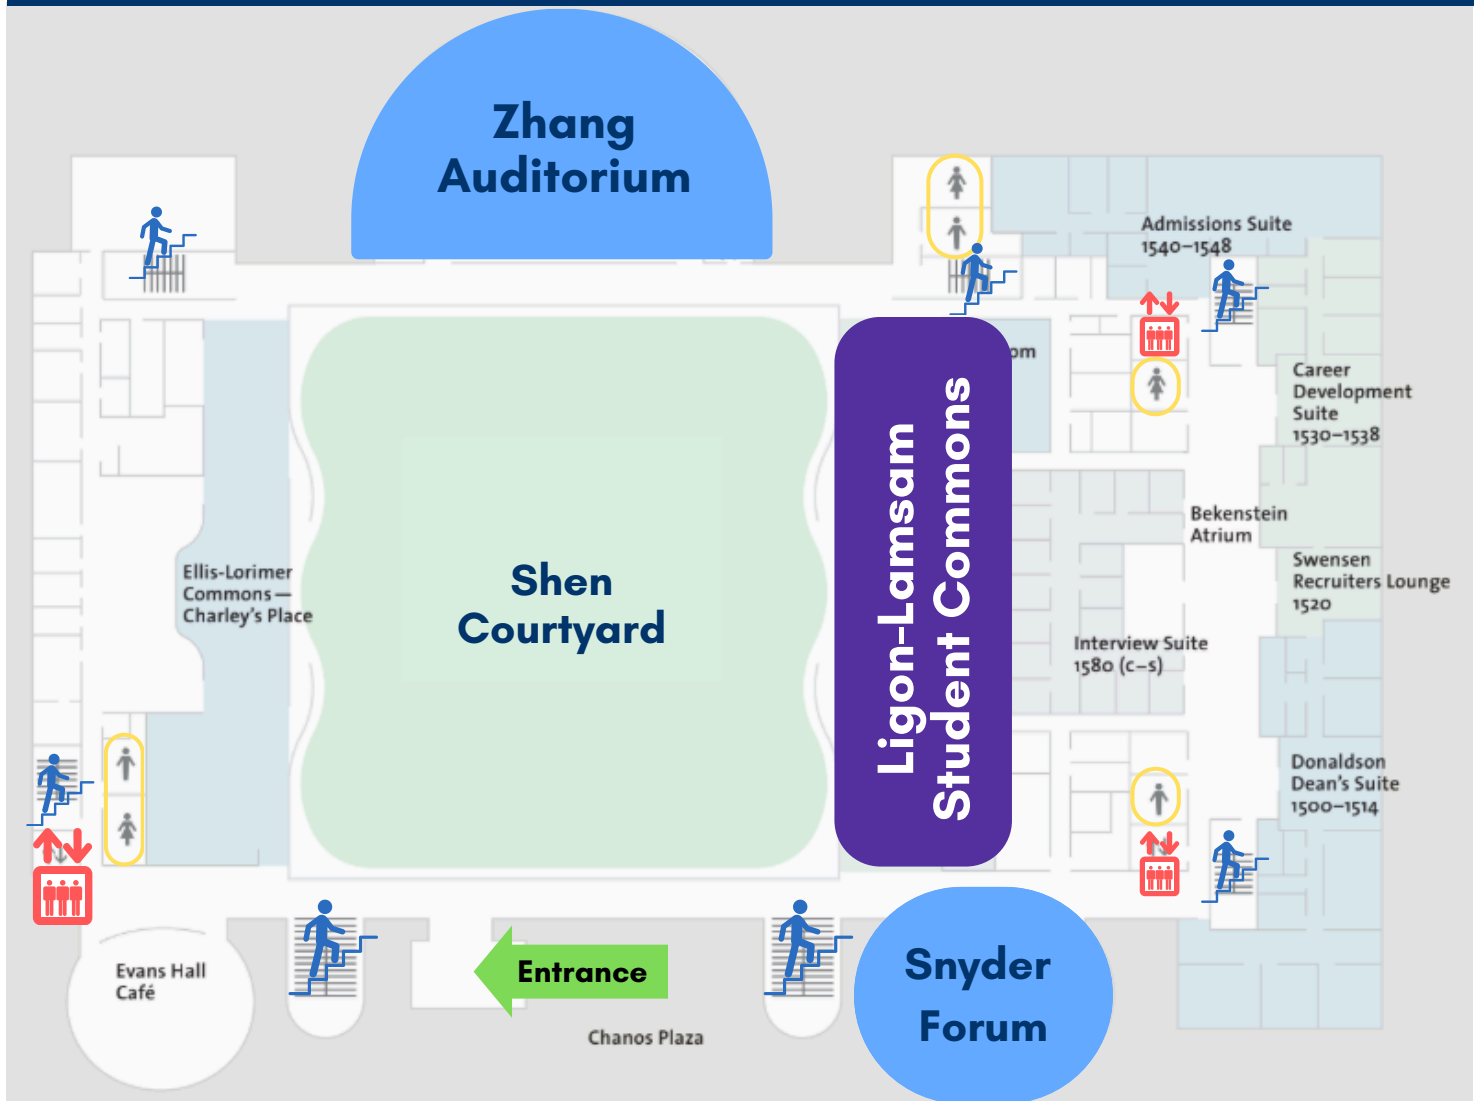 Zhang
Auditorium
Admissions Suite
1540–1548
om
Career
Development
Suite
1530–1538
Ligon-Lamsam
Student Commons
Bekenstein
Atrium
Swensen
Recruiters Lounge
1520
Ellis-Lorimer
Commons—
Charley's Place
Shen
Courtyard
Interview Suite
1580 (c–s)
Donaldson
Dean's Suite
1500–1514
Evans Hall
Café
Entrance
Snyder
Forum
Chanos Plaza